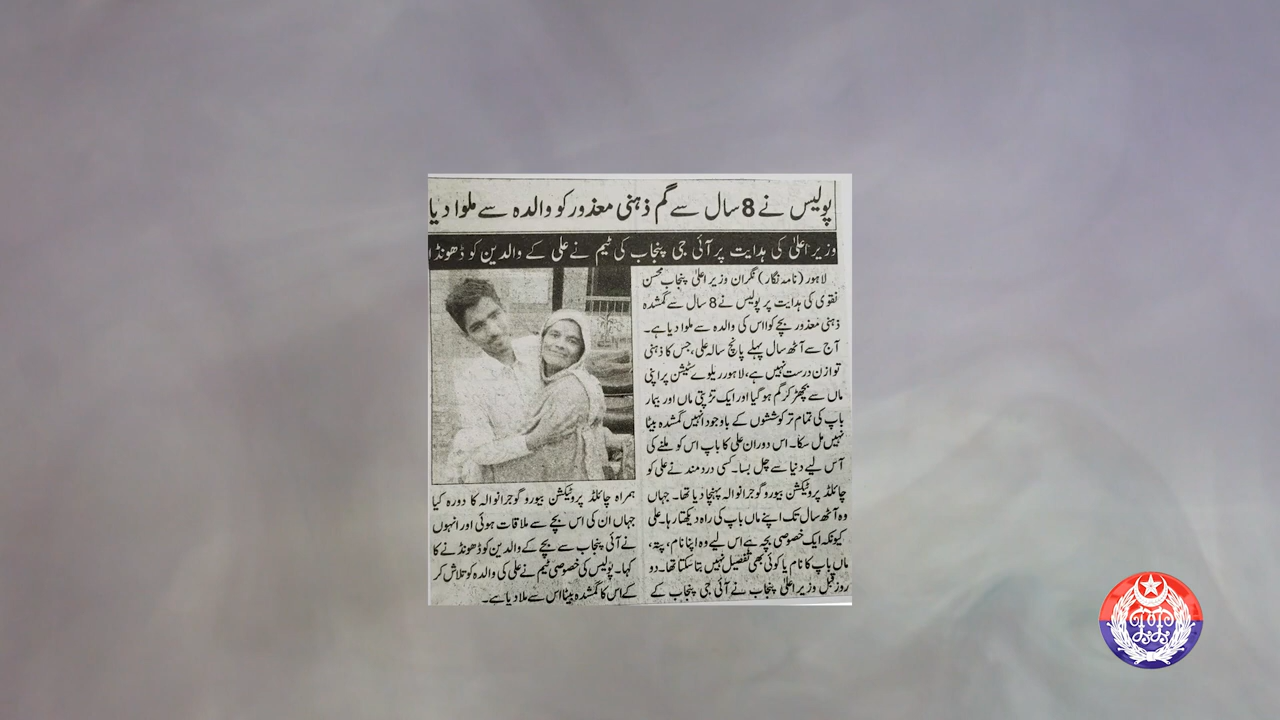 پولیس نے 8 سال سے گم ذہنی معذور کو والدہ سے ملوا دیا
وزیر اعلیٰ کی ہدایت پر آئی جی پنجاب کی ٹیم نے علی کے والدین کو ڈھونڈا
لاہور (نامہ نگار) نگران وزیر اعلیٰ پنجاب محسن
نقوی کی ہدایت پر پولیس نے 8 سال سے گمشدہ
ذہنی معذور بچے کو اس کی والدہ سے ملوا دیا ہے۔
آج سے آٹھ سال پہلے پانچ سالہ علی، جس کا ذہنی
توازن درست نہیں ہے، لاہور ریلوے سٹیشن پر اپنی
ماں سے بچھڑ کر گم ہو گیا اور ایک تڑپتی ماں اور بیمار
باپ کی تمام تر کوششوں کے باوجود انہیں گمشدہ بیٹا
نہیں مل سکا۔ اس دوران علی کا باپ اس کو ملنے کی
آس لیے دنیا سے چل بسا۔ کسی درد مند نے علی کو
چائلڈ پروٹیکشن بیورو گوجرانوالہ پہنچا دیا تھا۔ جہاں
وہ آٹھ سال تک اپنے ماں باپ کی راہ دیکھتا رہا۔ علی
کیونکہ ایک خصوصی بچہ ہے اس لیے وہ اپنا نام، پتہ،
ماں باپ کا نام یا کوئی بھی تفصیل نہیں بتا سکتا تھا۔ دو
روز قبل وزیر اعلیٰ پنجاب نے آئی جی پنجاب کے
ہمراہ چائلڈ پروٹیکشن بیورو گوجرانوالہ کا دورہ کیا
جہاں ان کی اس بچے سے ملاقات ہوئی اور انہوں
نے آئی پنجاب سے بچے کے والدین کو ڈھونڈنے کا
کہا۔ پولیس کی خصوصی ٹیم نے علی کی والدہ کو تلاش کر
کے اس کا گمشدہ بیٹا اس سے ملا دیا ہے۔